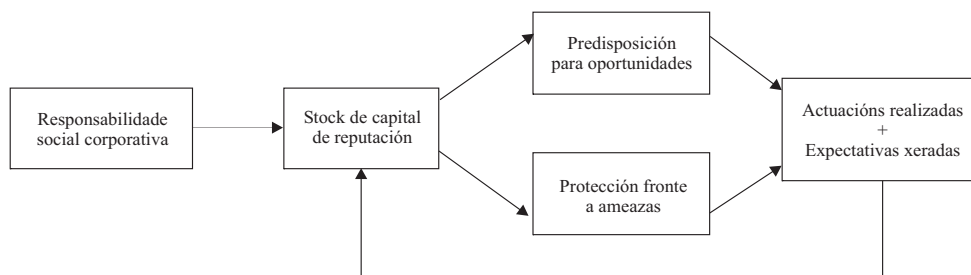 Responsabilidade
social corporativa
Stock de capital
de reputación
Predisposición
para oportunidades
Protección fronte
a ameazas
Actuacións realizadas
+
Expectativas xeradas